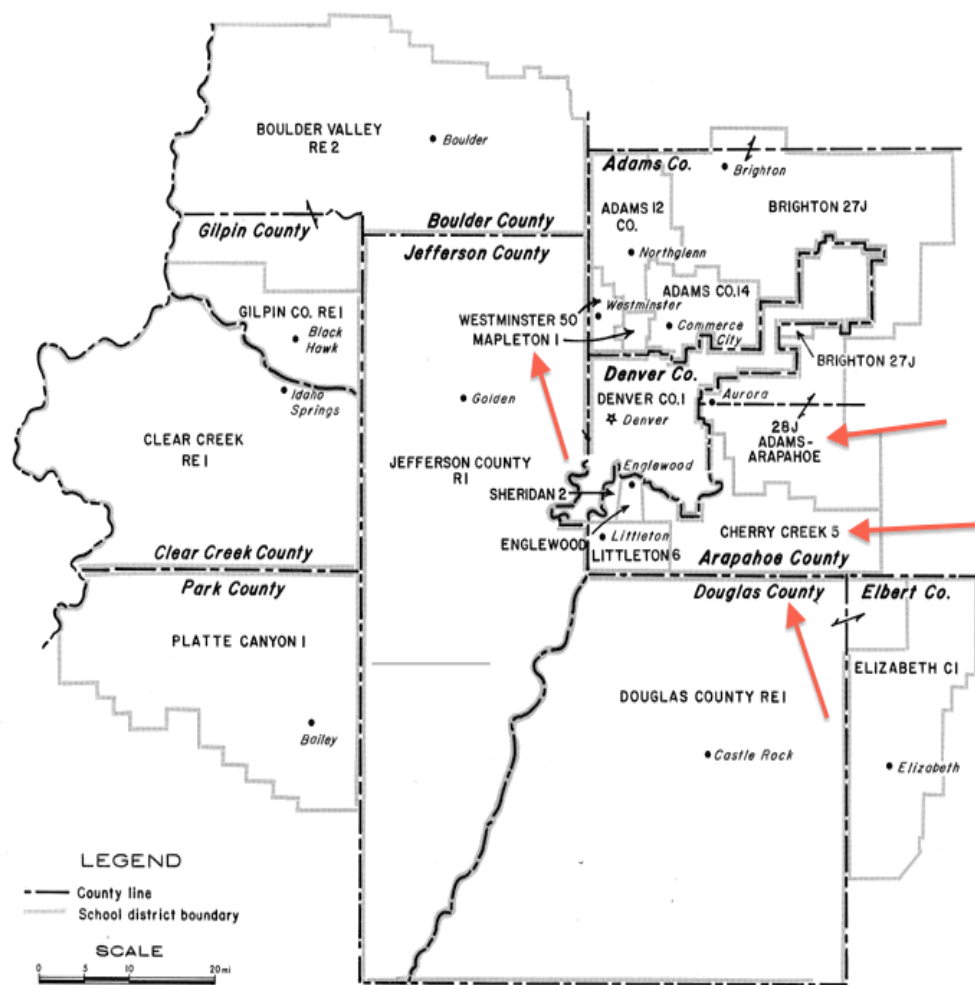 BOULDER VALLEY
RE 2
Boulder
Adams Co.
Brighton
ADAMS 12
CO.
BRIGHTON 27J
Gilpin County
Boulder County
Jefferson County
Northglenn
ADAMS CO.14
GILPIN CO. RE1
Black
Hawk
WESTMINSTER 50
Westminster
MAPLETON 1
Commerce
City
BRIGHTON 27J
Denver Co.
Idaho
Springs
Golden
DENVER CO.1
Denver
Aurora
28J
ADAMS-
ARAPAHOE
CLEAR CREEK
RE1
JEFFERSON COUNTY
R1
Englewood
SHERIDAN 2
ENGLEWOOD
Littleton
LITTLETON 6
CHERRY CREEK 5
Arapahoe County
Clear Creek County
Park County
Douglas County
Elbert Co.
PLATTE CANYON 1
ELIZABETH C1
DOUGLAS COUNTY RE1
Bailey
Castle Rock
Elizabeth
LEGEND
County line
School district boundary
SCALE
0 5 10 20 mi